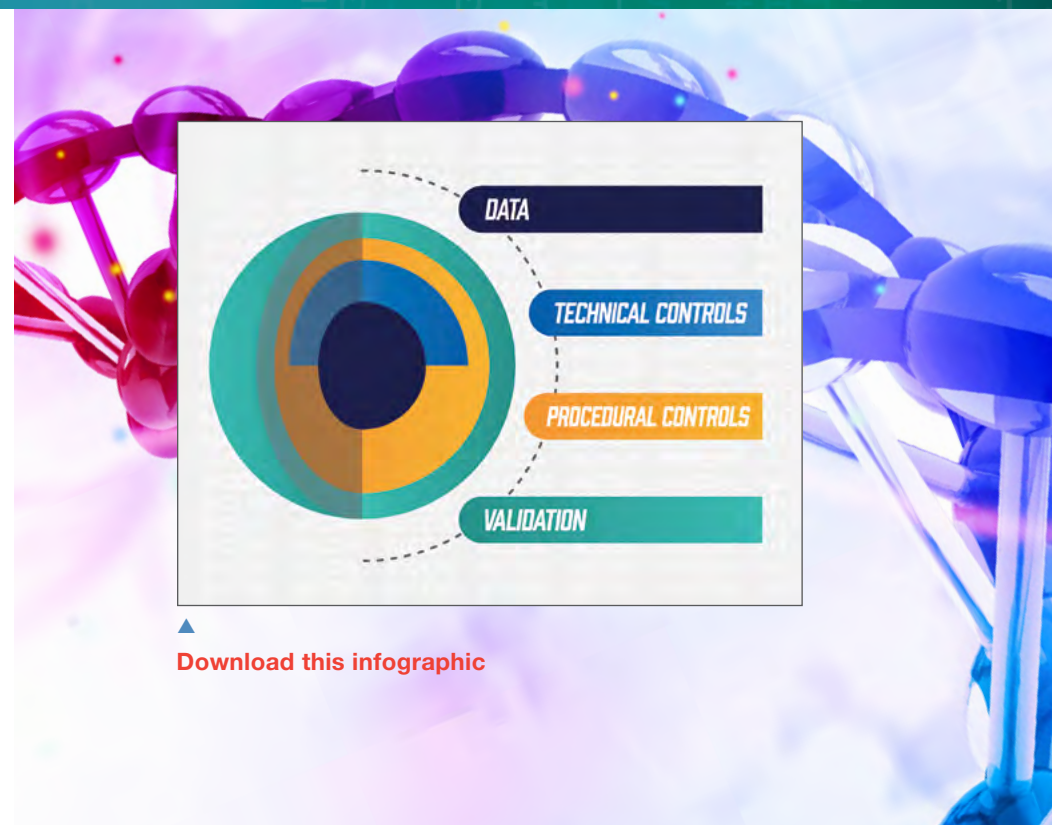 DATA
TECHNICAL CONTROLS
PROCEDURAL CONTROLS
VALIDATION
Download this infographic